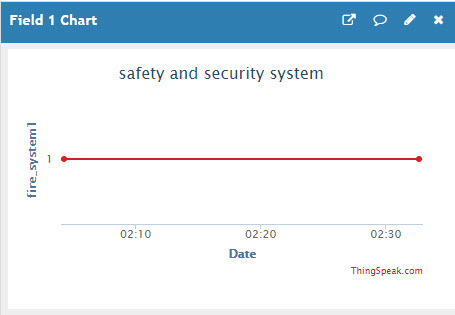 Field 1 Chart
safety and security system
fire_system1
1
02:10 02:20 02:30
Date
ThingSpeak.com